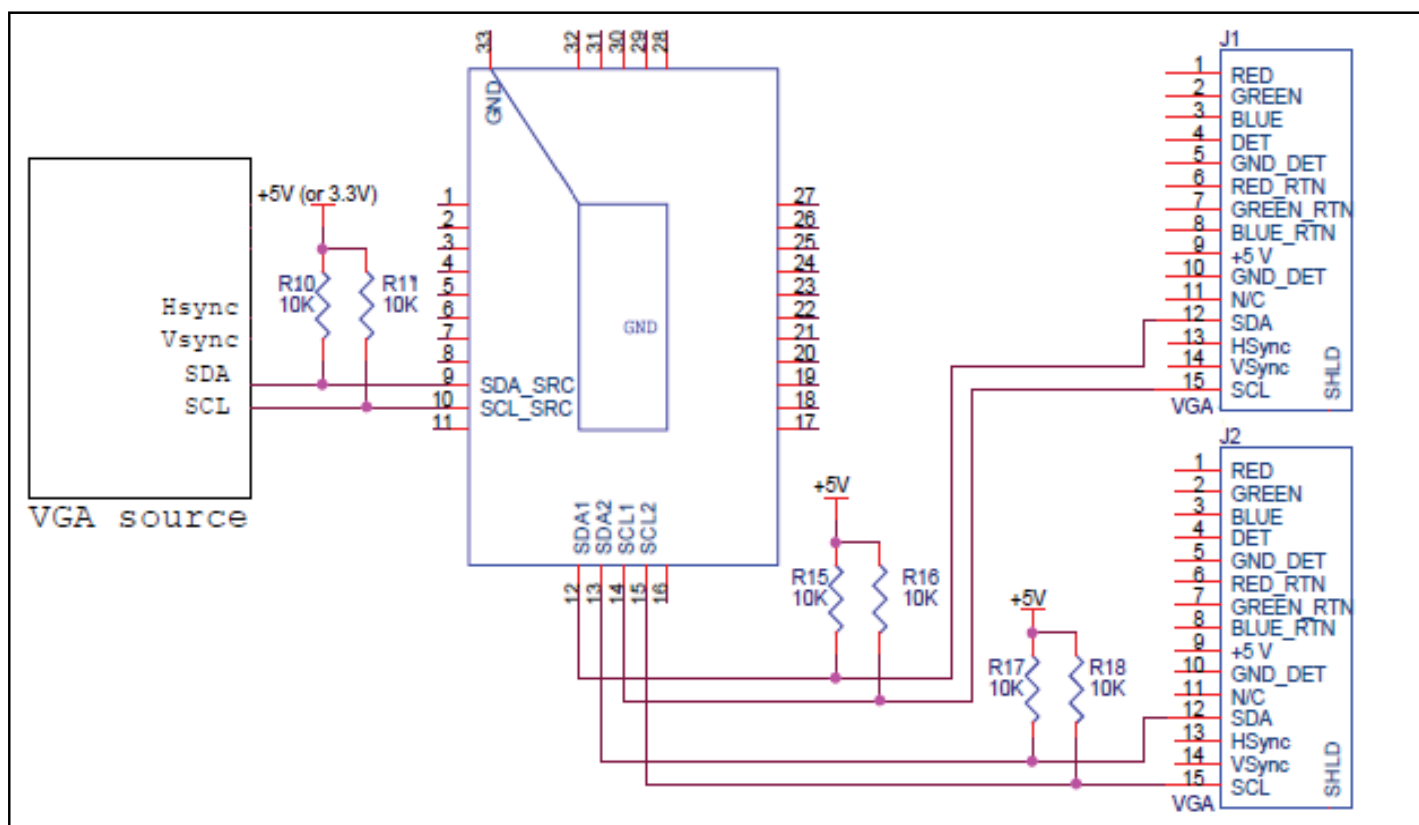 33
32
31
30
29
28
GND
+5V (or 3.3V)
Hsync
Vsync
SDA
SCL
VGA source
R10
10K
R11
10K
1
2
3
4
5
6
7
8
9 SDA_SRC
10 SCL_SRC
11
GND
27
26
25
24
23
22
21
20
19
18
17
SDA1
SDA2
SCL1
SCL2
12
13
14
15
16
+5V
R15
10K
R16
10K
+5V
R17
10K
R18
10K
J1
1 RED
2 GREEN
3 BLUE
4 DET
5 GND_DET
6 RED_RTN
7 GREEN_RTN
8 BLUE_RTN
9 +5 V
10 GND_DET
11 N/C
12 SDA
13 HSync
14 VSync
15 SCL
VGA
SHLD
J2
1 RED
2 GREEN
3 BLUE
4 DET
5 GND_DET
6 RED_RTN
7 GREEN_RTN
8 BLUE_RTN
9 +5 V
10 GND_DET
11 N/C
12 SDA
13 HSync
14 VSync
15 SCL
VGA
SHLD